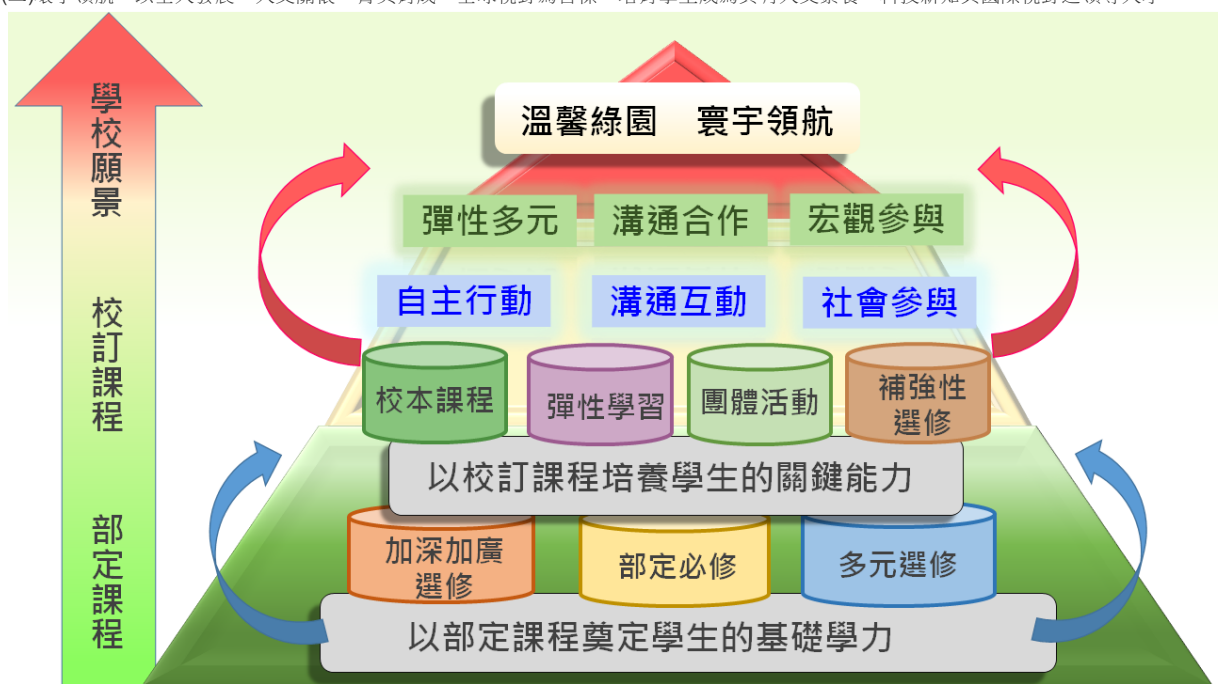 學校願景
溫馨綠園 寰宇領航
彈性多元 溝通合作 宏觀參與
自主行動 溝通互動 社會參與
校訂課程
校本課程 彈性學習 團體活動 補強性
選修
以校訂課程培養學生的關鍵能力
部定課程
加深加廣
選修
部定必修
多元選修
以部定課程奠定學生的基礎學力